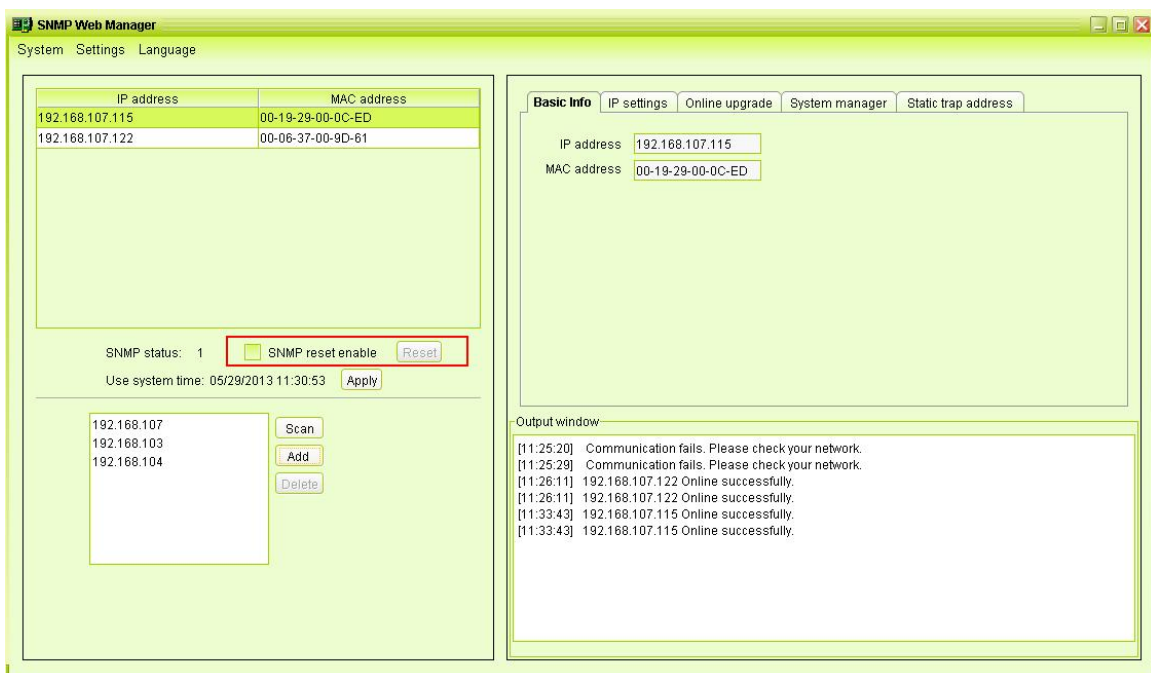 SNMP Web Manager
System Settings Language
IP address MAC address
192.168.107.115 00-19-29-00-0C-ED
192.168.107.122 00-06-37-00-9D-61
SNMP status: 1 SNMP reset enable Reset
Use system time: 05/29/2013 11:30:53 Apply
192.168.107
192.168.103
192.168.104
Scan
Add
Delete
Basic Info IP settings Online upgrade System manager Static trap address
IP address 192.168.107.115
MAC address 00-19-29-00-0C-ED
Output window
[11:25:20] Communication fails. Please check your network.
[11:25:29] Communication fails. Please check your network.
[11:26:11] 192.168.107.122 Online successfully.
[11:26:11] 192.168.107.122 Online successfully.
[11:33:43] 192.168.107.115 Online successfully.
[11:33:43] 192.168.107.115 Online successfully.